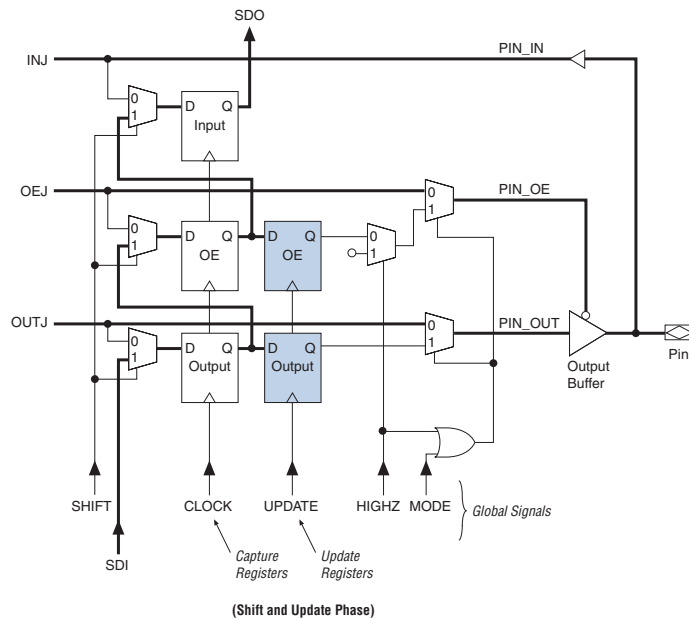 SDO
INJ
PIN_IN
0
1
D Q
Input
OEJ
0
1
PIN_OE
0
1
D Q
OE
D Q
OE
0
1
OUTJ
0
1
PIN_OUT
0
1
D Q
Output
D Q
Output
Pin
Output
Buffer
SHIFT
CLOCK
UPDATE
HIGHZ
MODE
Global Signals
SDI
Capture
Registers
Update
Registers
(Shift and Update Phase)